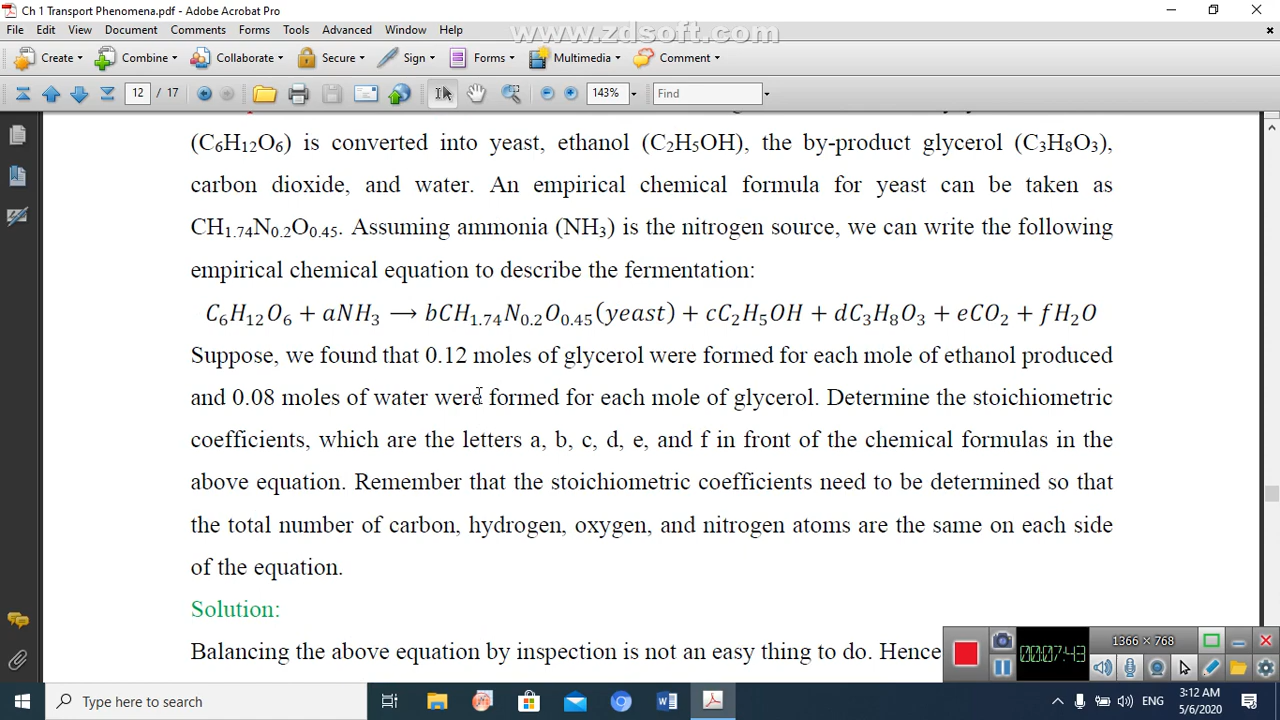 Ch 1 Transport Phenomena.pdf - Adobe Acrobat Pro
File Edit View Document Comments Forms Tools Advanced Window Help
www.zdsoft.com
Create Combine Collaborate Secure Sign Forms Multimedia Comment
12 / 17 143% Find
(C₆H₁₂O₆) is converted into yeast, ethanol (C₂H₅OH), the by-product glycerol (C₃H₈O₃),
carbon dioxide, and water. An empirical chemical formula for yeast can be taken as
CH₁.₇₄N₀.₂O₀.₄₅. Assuming ammonia (NH₃) is the nitrogen source, we can write the following
empirical chemical equation to describe the fermentation:
C₆H₁₂O₆ + aNH₃ ⟶ bCH₁.₇₄N₀.₂O₀.₄₅(yeast) + cC₂H₅OH + dC₃H₈O₃ + eCO₂ + fH₂O
Suppose, we found that 0.12 moles of glycerol were formed for each mole of ethanol produced
and 0.08 moles of water were formed for each mole of glycerol. Determine the stoichiometric
coefficients, which are the letters a, b, c, d, e, and f in front of the chemical formulas in the
above equation. Remember that the stoichiometric coefficients need to be determined so that
the total number of carbon, hydrogen, oxygen, and nitrogen atoms are the same on each side
of the equation.
Solution:
Balancing the above equation by inspection is not an easy thing to do. Hence
1366 × 768
00:07:43
Type here to search
ENG
3:12 AM
5/6/2020